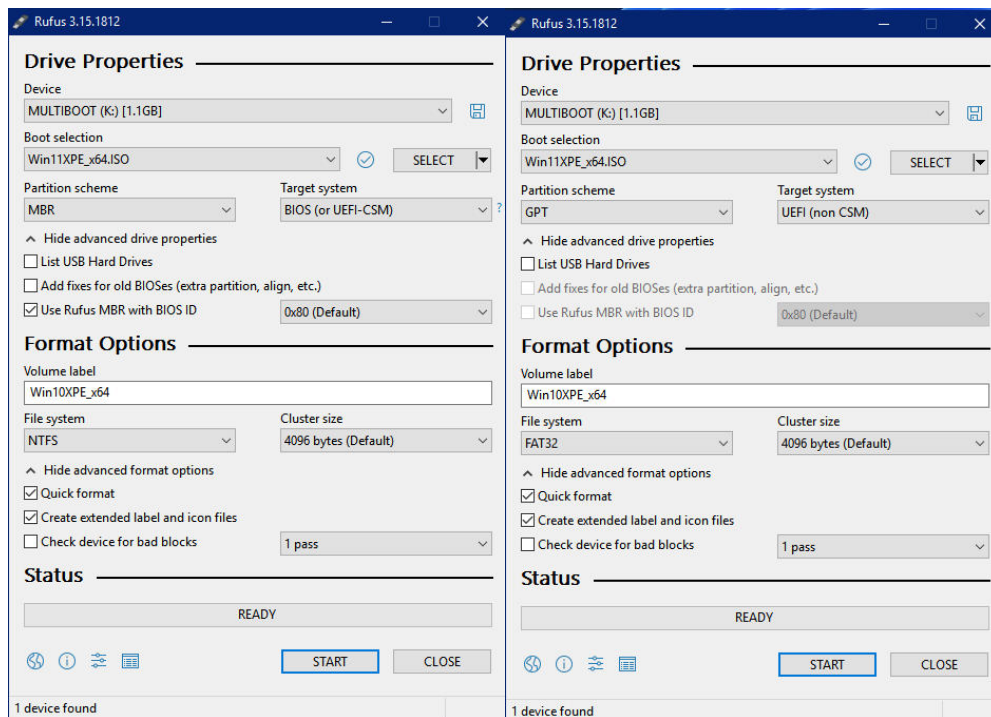 Rufus 3.15.1812
Drive Properties
Device
MULTIBOOT (K:) [1.1GB]
Boot selection
Win11XPE_x64.ISO
SELECT
Partition scheme
Target system
MBR
BIOS (or UEFI-CSM)
?
Hide advanced drive properties
List USB Hard Drives
Add fixes for old BIOSes (extra partition, align, etc.)
Use Rufus MBR with BIOS ID
0x80 (Default)
Format Options
Volume label
Win10XPE_x64
File system
Cluster size
NTFS
4096 bytes (Default)
Hide advanced format options
Quick format
Create extended label and icon files
Check device for bad blocks
1 pass
Status
READY
START
CLOSE
1 device found
Rufus 3.15.1812
Drive Properties
Device
MULTIBOOT (K:) [1.1GB]
Boot selection
Win11XPE_x64.ISO
SELECT
Partition scheme
Target system
GPT
UEFI (non CSM)
Hide advanced drive properties
List USB Hard Drives
Add fixes for old BIOSes (extra partition, align, etc.)
Use Rufus MBR with BIOS ID
0x80 (Default)
Format Options
Volume label
Win10XPE_x64
File system
Cluster size
FAT32
4096 bytes (Default)
Hide advanced format options
Quick format
Create extended label and icon files
Check device for bad blocks
1 pass
Status
READY
START
CLOSE
1 device found